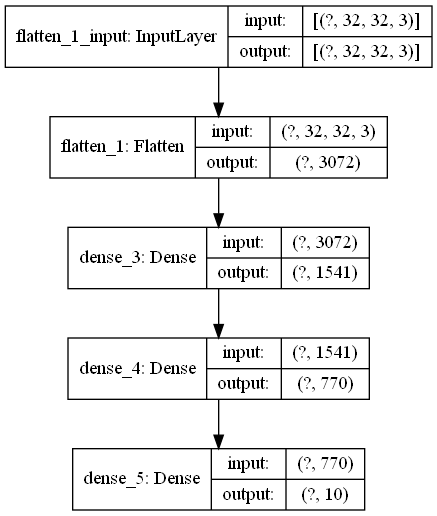 flatten_1_input: InputLayer
input:
[(?, 32, 32, 3)]
output:
[(?, 32, 32, 3)]
flatten_1: Flatten
input:
(?, 32, 32, 3)
output:
(?, 3072)
dense_3: Dense
input:
(?, 3072)
output:
(?, 1541)
dense_4: Dense
input:
(?, 1541)
output:
(?, 770)
dense_5: Dense
input:
(?, 770)
output:
(?, 10)